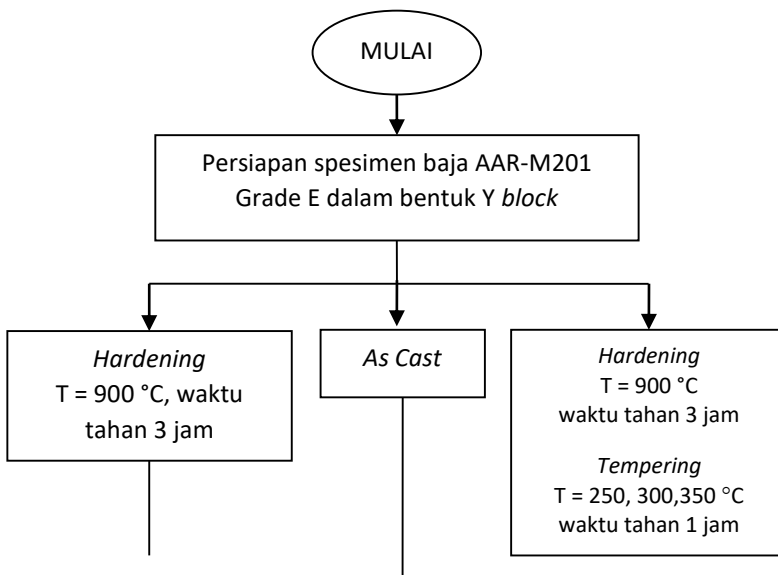 MULAI
Persiapan spesimen baja AAR-M201
Grade E dalam bentuk Y block
Hardening
T = 900 °C, waktu
tahan 3 jam
As Cast
Hardening
T = 900 °C
waktu tahan 3 jam
Tempering
T = 250, 300,350 °C
waktu tahan 1 jam